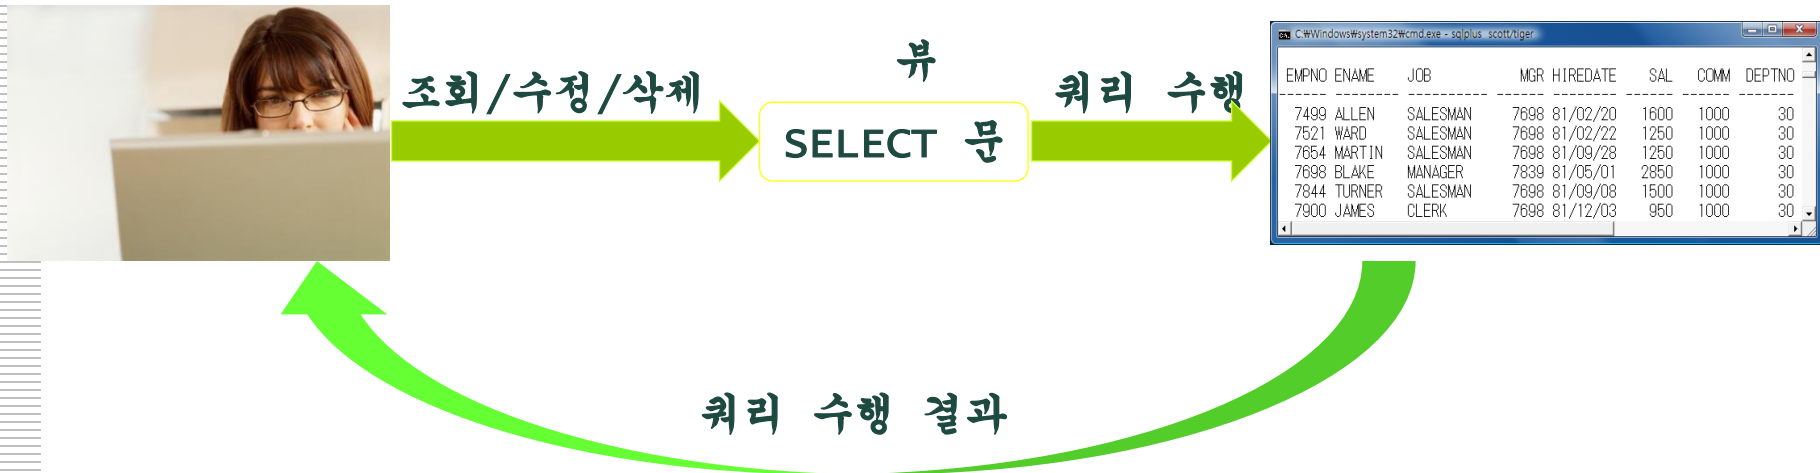 조회/수정/삭제
뷰
SELECT 문
쿼리 수행
C:₩Windows₩system32₩cmd.exe - sqlplus  scott/tiger
EMPNO ENAME JOB MGR HIREDATE SAL COMM DEPTNO
------ ---------- ----------- ------ -------- ------ ------ ------
7499 ALLEN SALESMAN 7698 81/02/20 1600 1000 30
7521 WARD SALESMAN 7698 81/02/22 1250 1000 30
7654 MARTIN SALESMAN 7698 81/09/28 1250 1000 30
7698 BLAKE MANAGER 7839 81/05/01 2850 1000 30
7844 TURNER SALESMAN 7698 81/09/08 1500 1000 30
7900 JAMES CLERK 7698 81/12/03 950 1000 30
쿼리 수행 결과